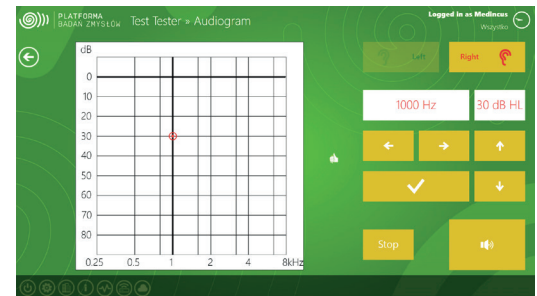 PLATFORMA
BADAŃ ZMYSŁÓW
Test Tester » Audiogram
Logged in as Medincus
Wszystko
dB
0
10
20
30
40
50
60
70
80
0.25 0.5 1 2 4 8kHz
Left
Right
1000 Hz
30 dB HL
Stop